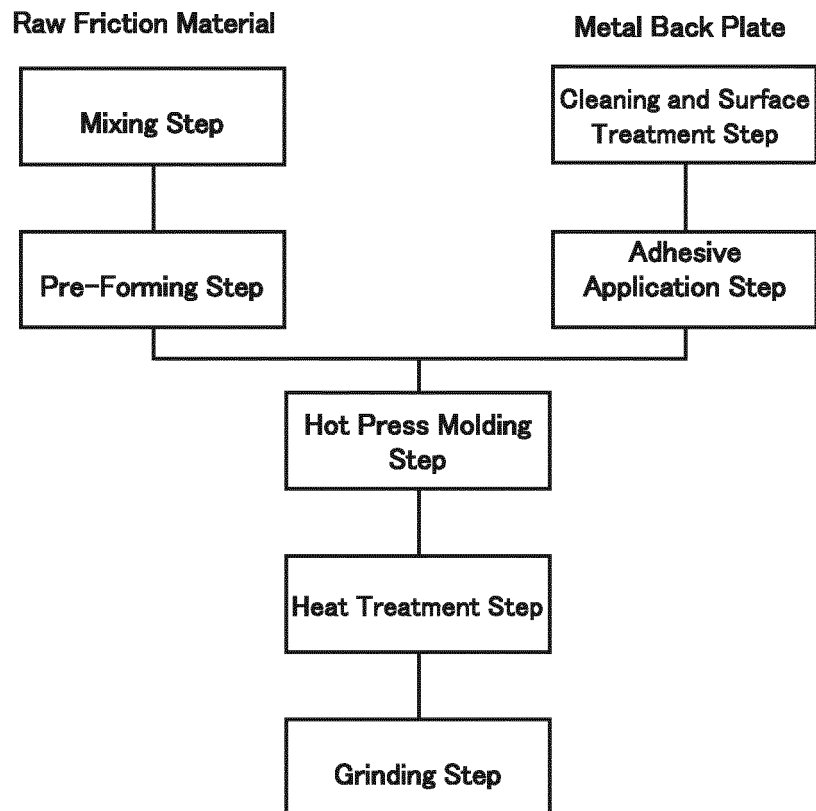 Raw Friction Material
Metal Back Plate
Mixing Step
Cleaning and Surface
Treatment Step
Pre-Forming Step
Adhesive
Application Step
Hot Press Molding
Step
Heat Treatment Step
Grinding Step